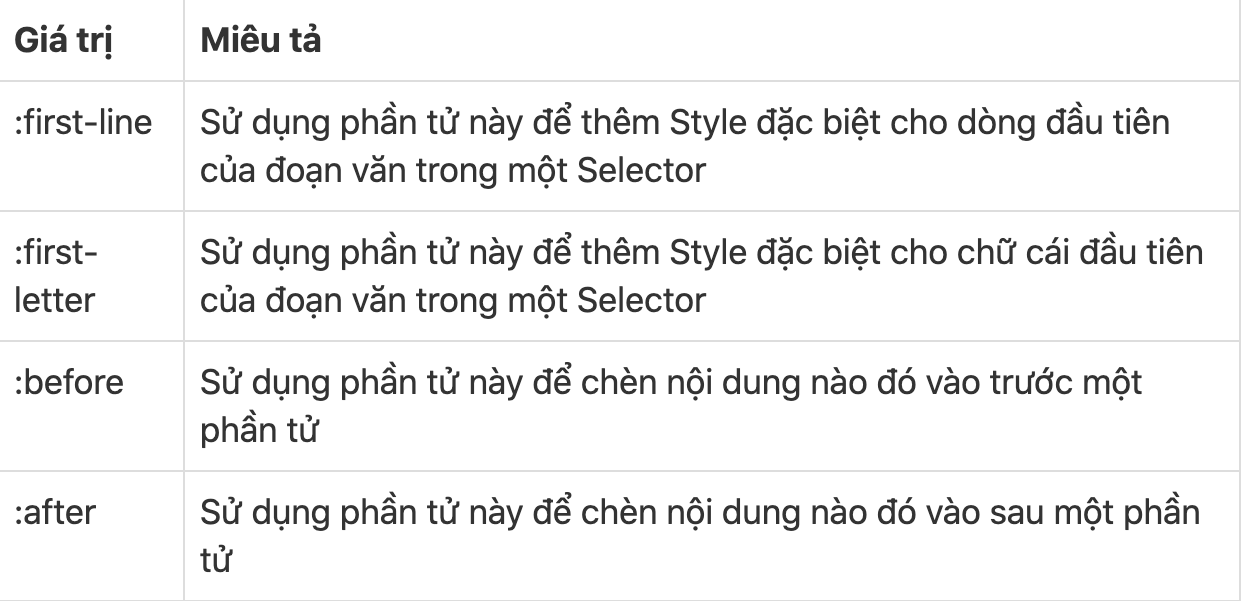 Giá trị
Miêu tả
:first-line
Sử dụng phần tử này để thêm Style đặc biệt cho dòng đầu tiên
của đoạn văn trong một Selector
:first-
letter
Sử dụng phần tử này để thêm Style đặc biệt cho chữ cái đầu tiên
của đoạn văn trong một Selector
:before
Sử dụng phần tử này để chèn nội dung nào đó vào trước một
phần tử
:after
Sử dụng phần tử này để chèn nội dung nào đó vào sau một phần
tử